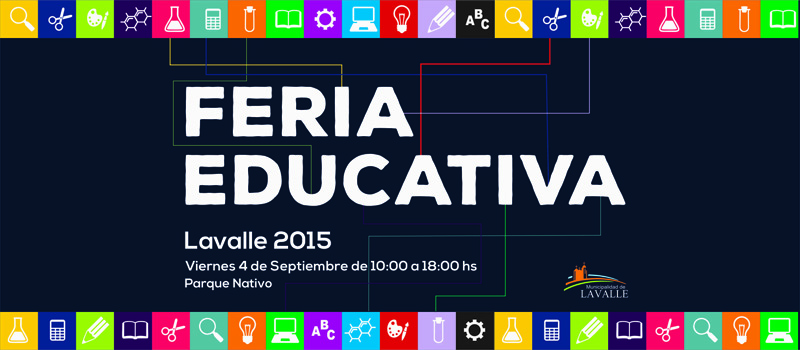 ABC
FERIA
EDUCATIVA
Lavalle 2015
Viernes 4 de Septiembre de 10:00 a 18:00 hs
Parque Nativo
Municipalidad de
LAVALLE
ABC